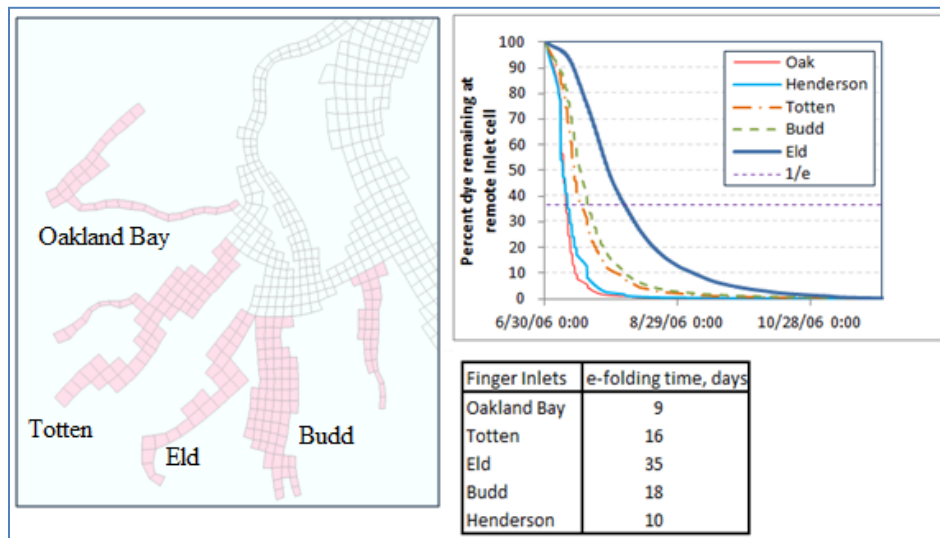 Oakland Bay
Totten
Eld
Budd
Percent dye remaining at
remote Inlet cell
100
90
80
70
60
50
40
30
20
10
0
6/30/06 0:00
8/29/06 0:00
10/28/06 0:00
Oak
Henderson
Totten
Budd
Eld
1/e
Finger Inlets e-folding time, days
Oakland Bay 9
Totten 16
Eld 35
Budd 18
Henderson 10